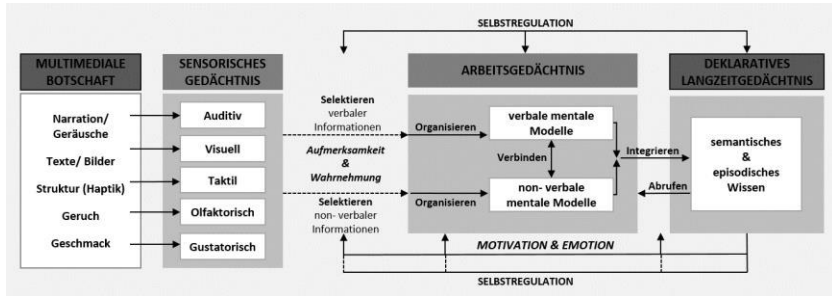 SELBSTREGULATION
MULTIMEDIALE
BOTSCHAFT
SENSORISCHES
GEDÄCHTNIS
ARBEITSGEDÄCHTNIS
DEKLARATIVES
LANGZEITGEDÄCHTNIS
Narration/
Geräusche
Texte/ Bilder
Struktur (Haptik)
Geruch
Geschmack
Auditiv
Visuell
Taktil
Olfaktorisch
Gustatorisch
Selektieren
verbaler
Informationen
Aufmerksamkeit
&
Wahrnehmung
Selektieren
non- verbaler
Informationen
Organisieren
Organisieren
verbale mentale
Modelle
Verbinden
non- verbale
mentale Modelle
Integrieren
Abrufen
semantisches
&
episodisches
Wissen
MOTIVATION & EMOTION
SELBSTREGULATION